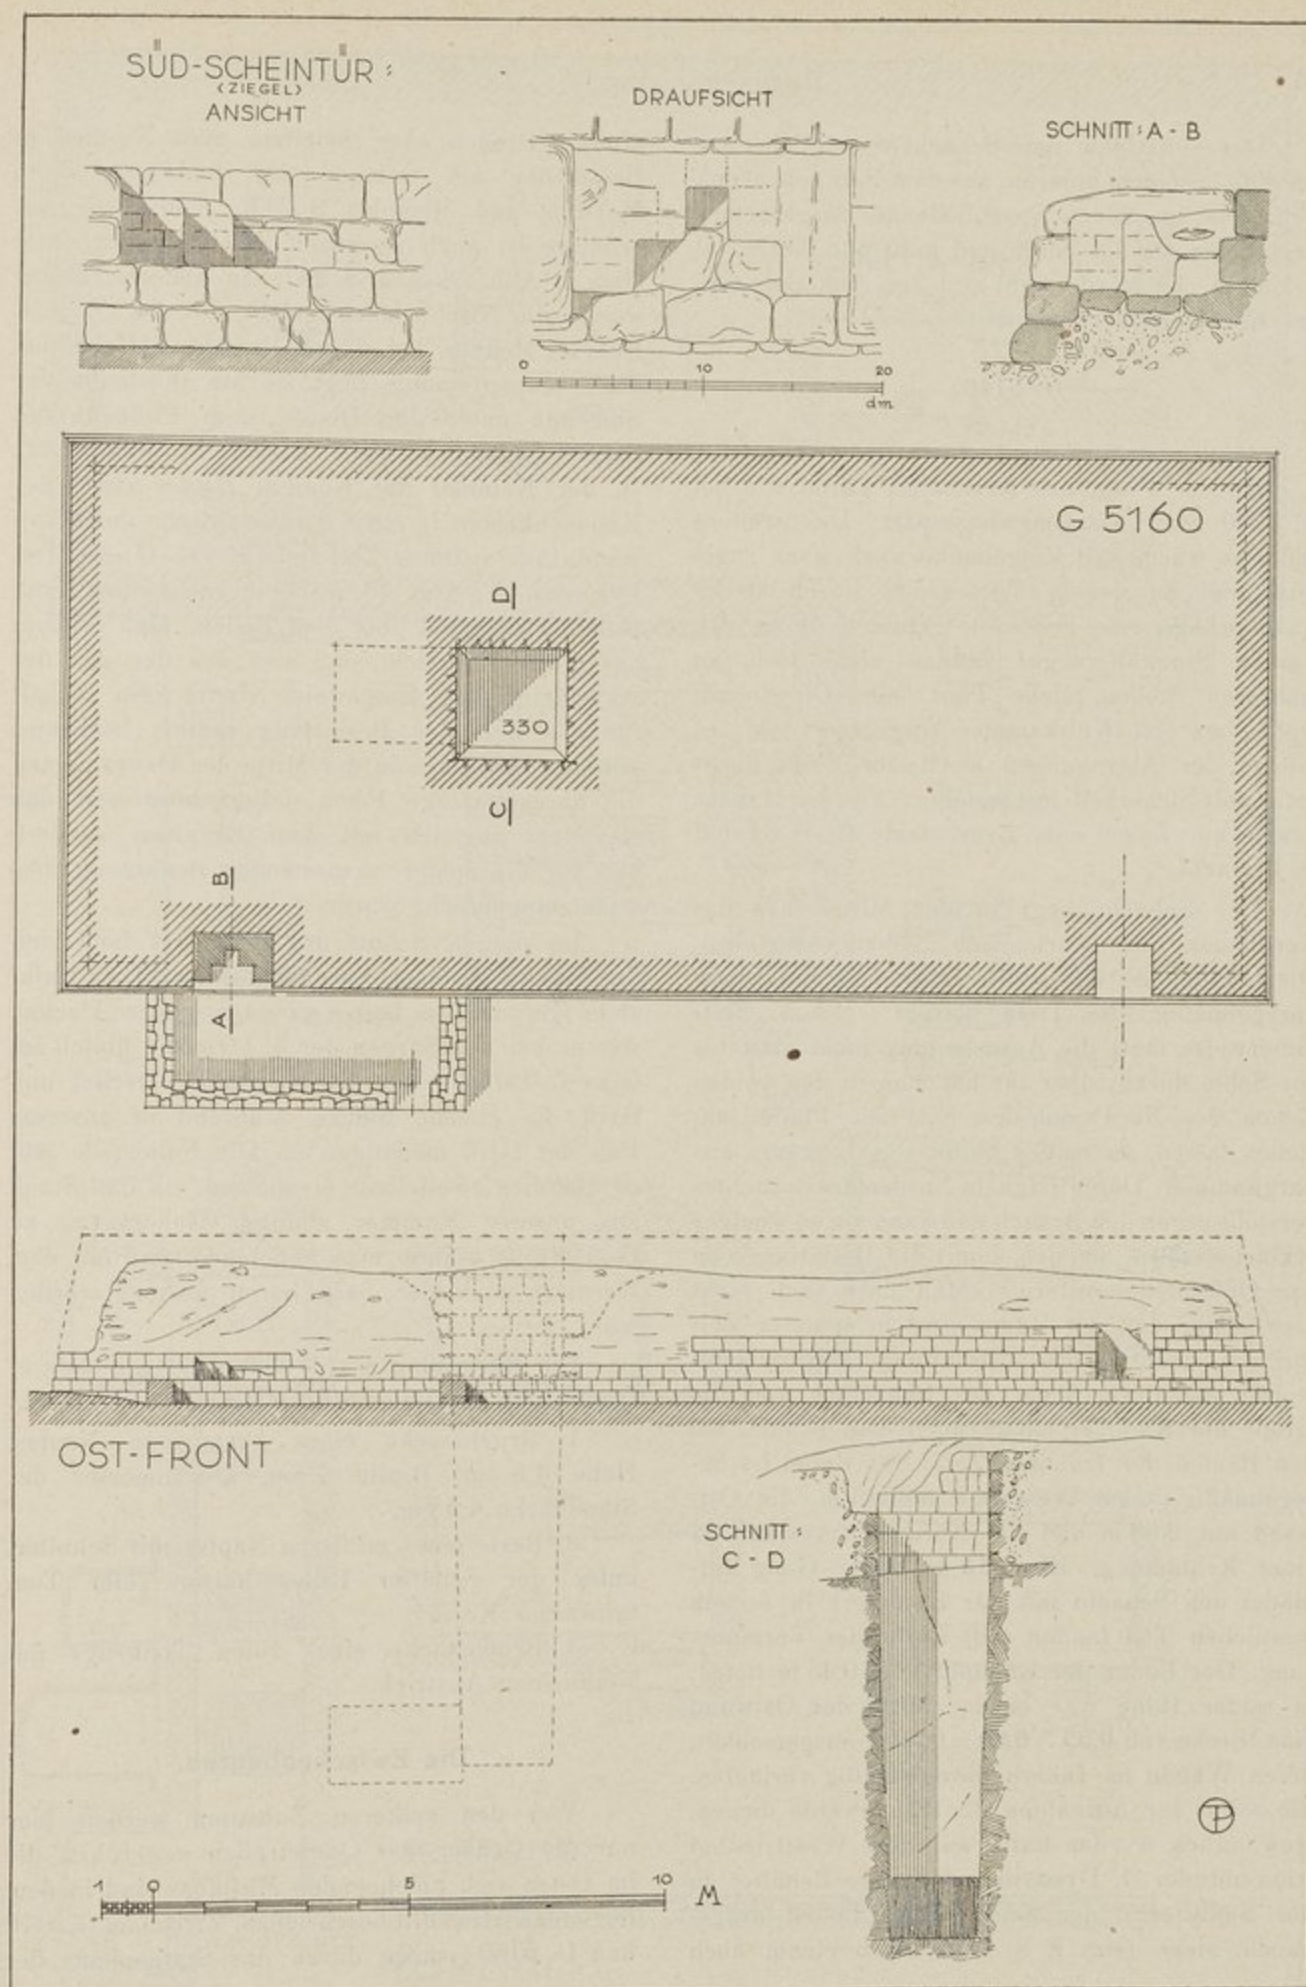 SÜD-SCHEINTÜR:
(ZIEGEL)
ANSICHT
DRAUFSICHT
SCHNITT: A - B
0 10 20
dm
G 5160
D
330
C
B
A
OST-FRONT
SCHNITT:
C - D
1 0 5 10 M